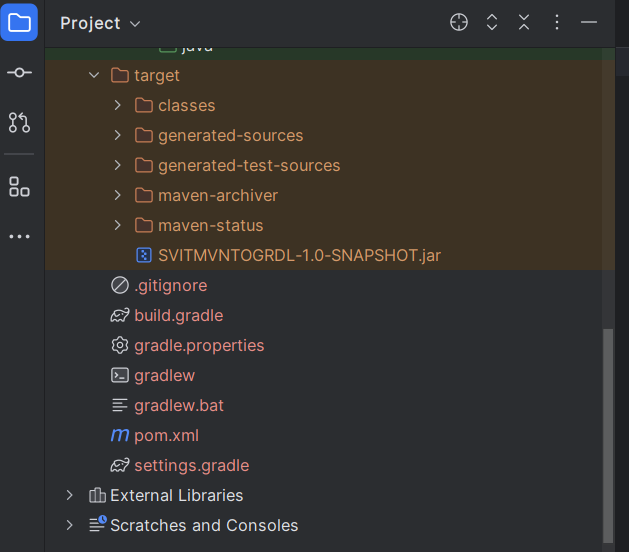 Project
java
target
classes
generated-sources
generated-test-sources
maven-archiver
maven-status
SVITMVNTOGRDL-1.0-SNAPSHOT.jar
.gitignore
build.gradle
gradle.properties
gradlew
gradlew.bat
m pom.xml
settings.gradle
External Libraries
Scratches and Consoles